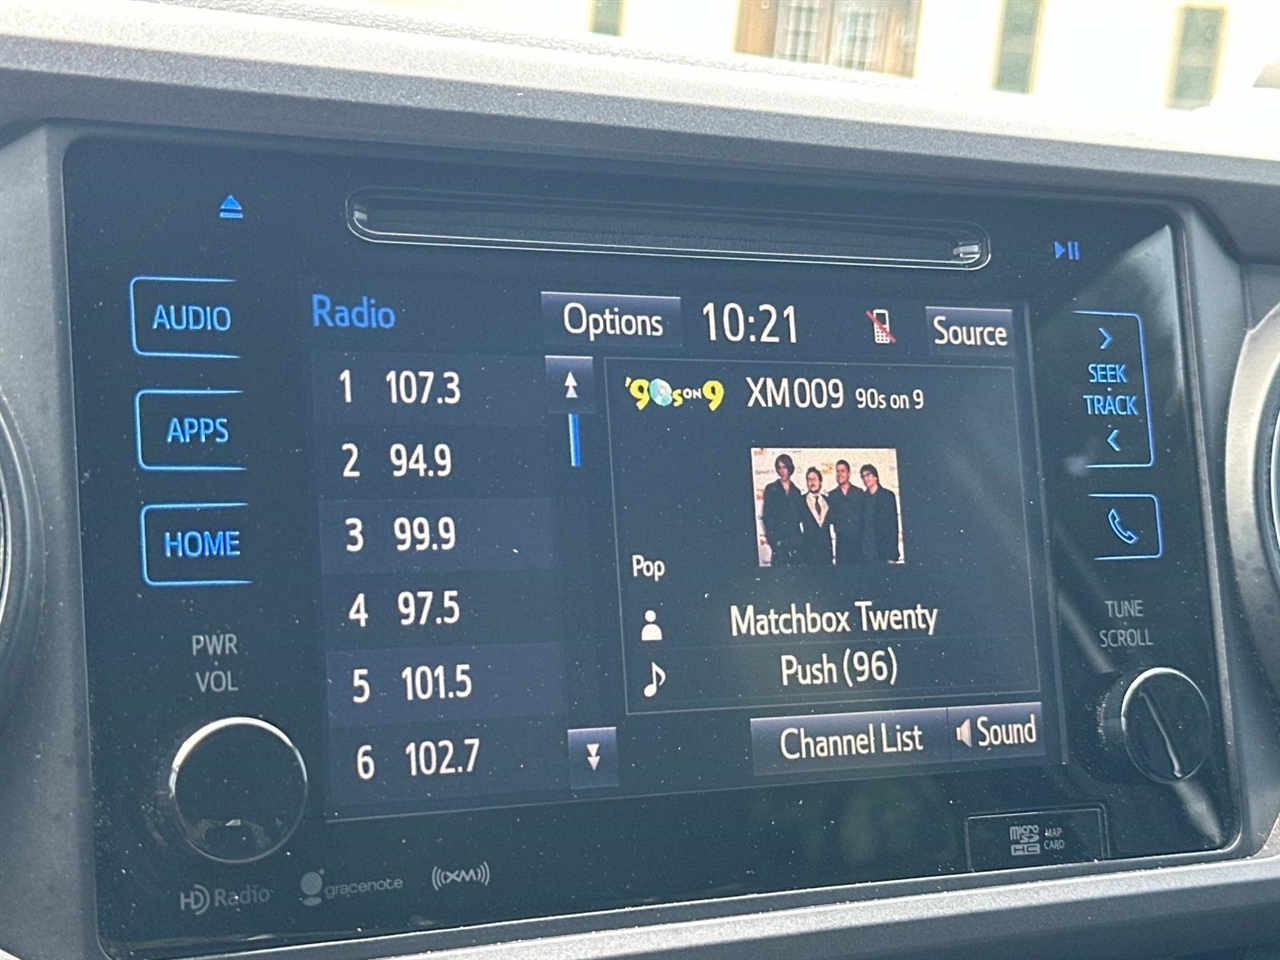 AUDIO
APPS
HOME
PWR
VOL
Radio
Options
10:21
Source
1 107.3
2 94.9
3 99.9
4 97.5
5 101.5
6 102.7
'90s ON 9
XM009 90s on 9
Pop
Matchbox Twenty
Push (96)
Channel List
Sound
SEEK
TRACK
TUNE
SCROLL
HD Radio
gracenote
((XM))
micro SD HC
MAP CARD